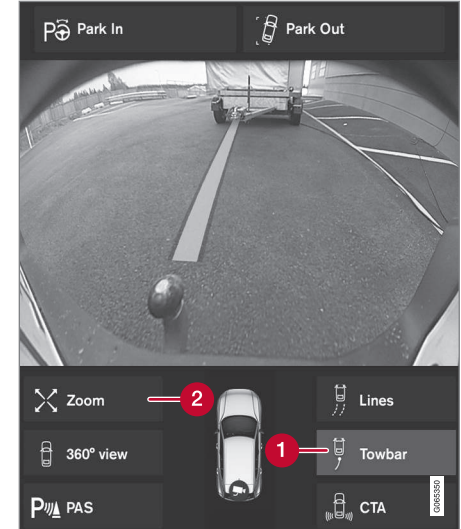 Park In
Park Out
2
Zoom
Lines
1
360° view
Towbar
PAS
CTA
G065350